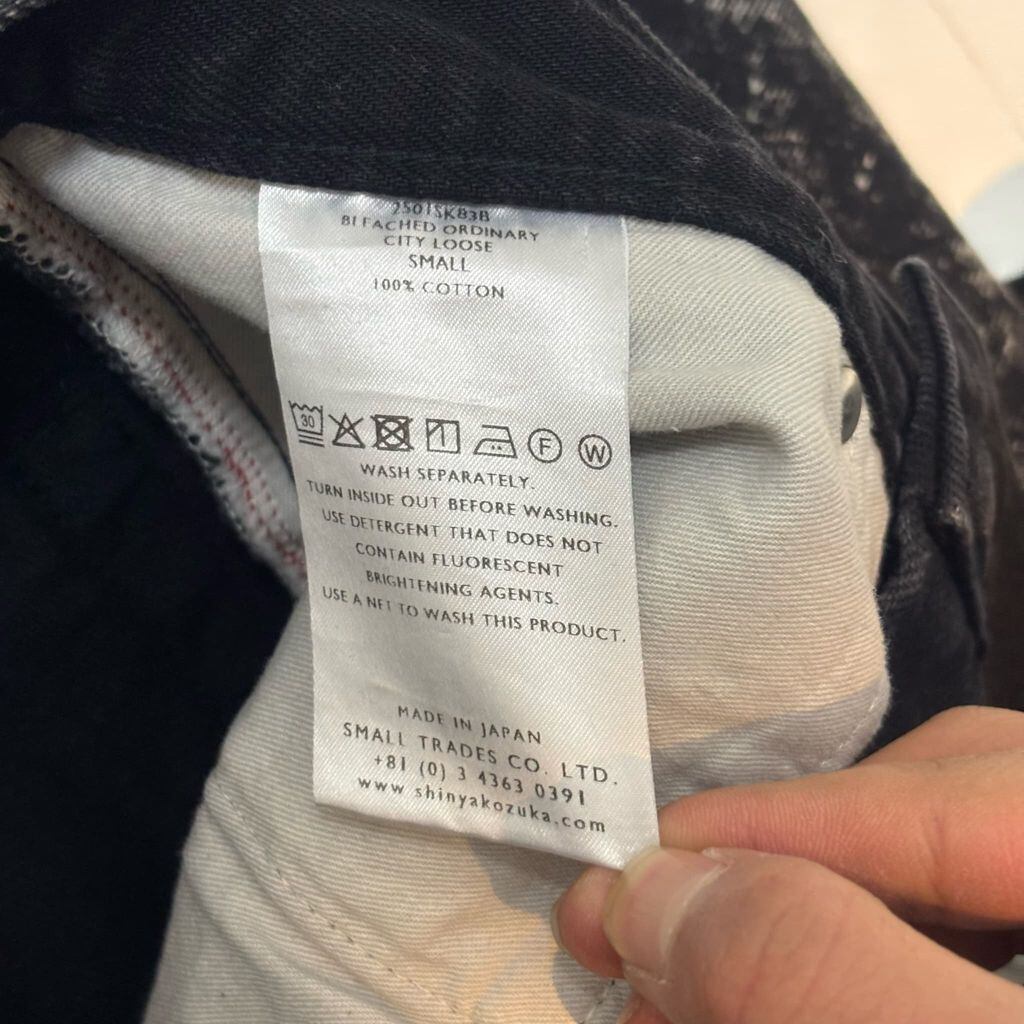 2501SK83B
BLEACHED ORDINARY
CITY LOOSE
SMALL
100% COTTON
30
F
W
WASH SEPARATELY.
TURN INSIDE OUT BEFORE WASHING.
USE DETERGENT THAT DOES NOT
CONTAIN FLUORESCENT
BRIGHTENING AGENTS.
USE A NET TO WASH THIS PRODUCT.
MADE IN JAPAN
SMALL TRADES CO. LTD.
+81 (0) 3 4363 0391
www.shinyakozuka.com